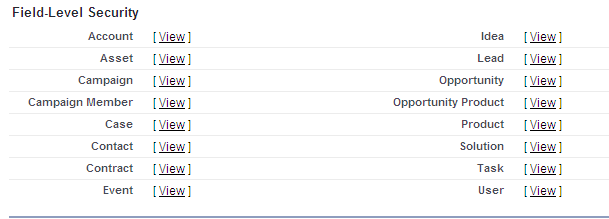 Field-Level Security
Account [ View ] Idea [ View ]
Asset [ View ] Lead [ View ]
Campaign [ View ] Opportunity [ View ]
Campaign Member [ View ] Opportunity Product [ View ]
Case [ View ] Product [ View ]
Contact [ View ] Solution [ View ]
Contract [ View ] Task [ View ]
Event [ View ] User [ View ]